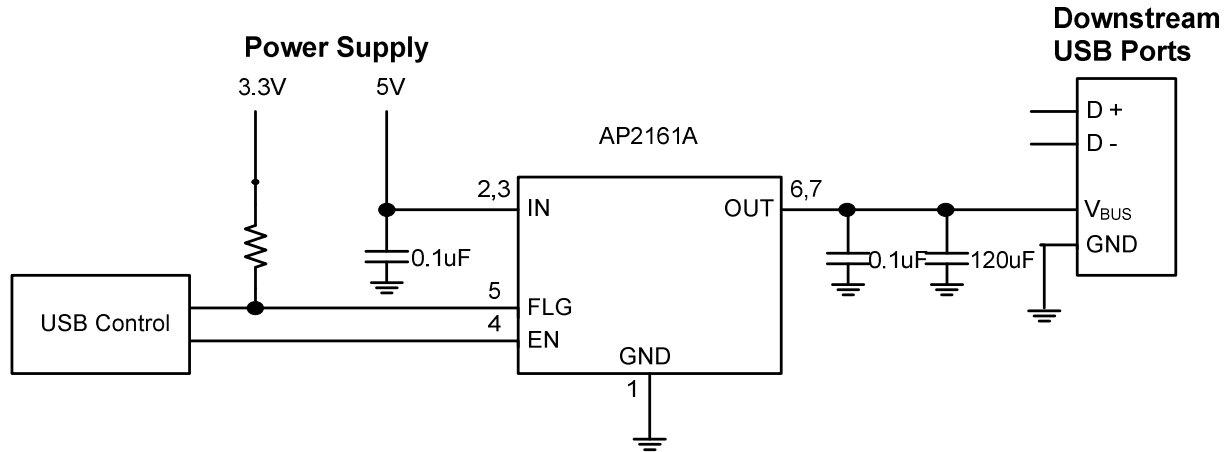 Downstream
USB Ports
Power Supply
3.3V
5V
D +
D -
AP2161A
2,3
IN
OUT
6,7
VBUS
GND
0.1uF
0.1uF
120uF
5
FLG
USB Control
4
EN
GND
1